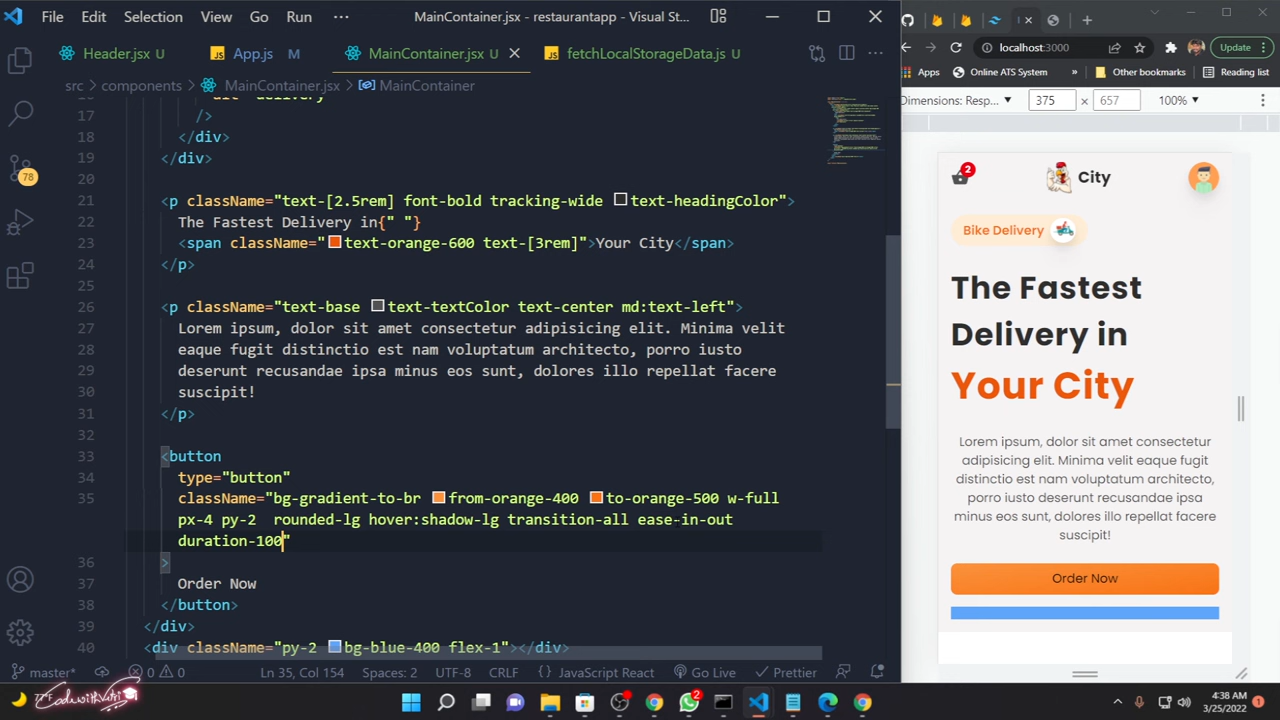 File Edit Selection View Go Run ··· MainContainer.jsx - restaurantapp - Visual St...
Header.jsx U App.js M MainContainer.jsx U fetchLocalStorageData.js U
src > components > MainContainer.jsx > MainContainer
17 />
18 </div>
19 </div>
20
21 <p className="text-[2.5rem] font-bold tracking-wide text-headingColor">
22 The Fastest Delivery in{" "}
23 <span className="text-orange-600 text-[3rem]">Your City</span>
24 </p>
25
26 <p className="text-base text-textColor text-center md:text-left">
27 Lorem ipsum, dolor sit amet consectetur adipisicing elit. Minima velit
28 eaque fugit distinctio est nam voluptatum architecto, porro iusto
29 deserunt recusandae ipsa minus eos sunt, dolores illo repellat facere
30 suscipit!
31 </p>
32
33 <button
34 type="button"
35 className="bg-gradient-to-br from-orange-400 to-orange-500 w-full
px-4 py-2  rounded-lg hover:shadow-lg transition-all ease-in-out
duration-100"
36 >
37 Order Now
38 </button>
39 </div>
40 <div className="py-2 bg-blue-400 flex-1"></div>
78
master* 0 0 Ln 35, Col 154 Spaces: 2 UTF-8 CRLF JavaScript React Go Live Prettier
localhost:3000 Update
Apps Online ATS System » Other bookmarks Reading list
Dimensions: Resp... 375 × 657 100%
2 City
Bike Delivery
The Fastest
Delivery in
Your City
Lorem ipsum, dolor sit amet consectetur
adipisicing elit. Minima velit eaque fugit
distinctio est nam voluptatum architecto,
porro iusto deserunt recusandae ipsa
minus eos sunt, dolores illo repellat facere
suscipit!
Order Now
2
4:38 AM
3/25/2022